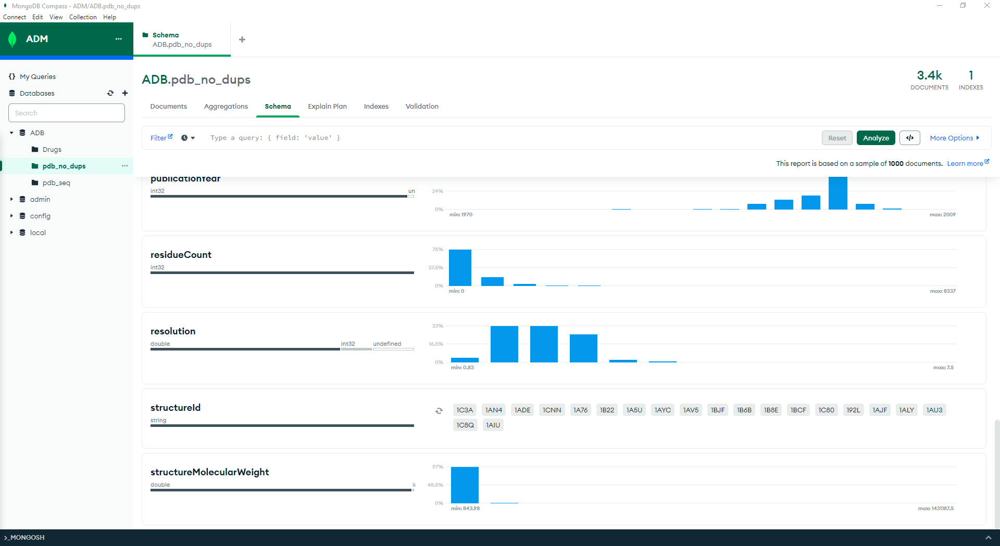 MongoDB Compass - ADM/ADB.pdb_no_dups
Connect Edit View Collection Help
ADM
Schema
ADB.pdb_no_dups
My Queries
Databases
Search
ADB
Drugs
pdb_no_dups
pdb_seq
admin
config
local
ADB.pdb_no_dups
3.4k
DOCUMENTS
1
INDEXES
Documents Aggregations Schema Explain Plan Indexes Validation
Filter
Type a query: { field: 'value' }
Reset
Analyze
</>
More Options
This report is based on a sample of 1000 documents. Learn more
publicationYear
int32 un
24%
0%
min: 1970 max: 2009
residueCount
int32
75%
37.5%
0%
min: 0 max: 8337
resolution
double int32 undefined
33%
16.5%
0%
min: 0.83 max: 7.5
structureId
string
1C3A 1AN4 1ADE 1CNN 1A76 1B22 1A5U 1AYC 1AV5 1BJF 1B6B 1B8E 1BCF 1C80 192L 1AJF 1ALY 1AU3
1C8Q 1AIU
structureMolecularWeight
double i
97%
48.5%
0%
min: 843.98 max: 1431187.5
>_MONGOSH